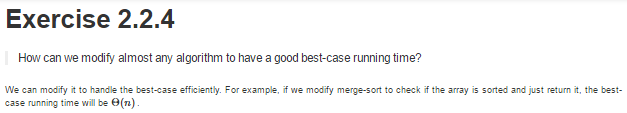 Exercise 2.2.4
How can we modify almost any algorithm to have a good best-case running time?
We can modify it to handle the best-case efficiently. For example, if we modify merge-sort to check if the array is sorted and just return it, the best-
case running time will be Θ(n).